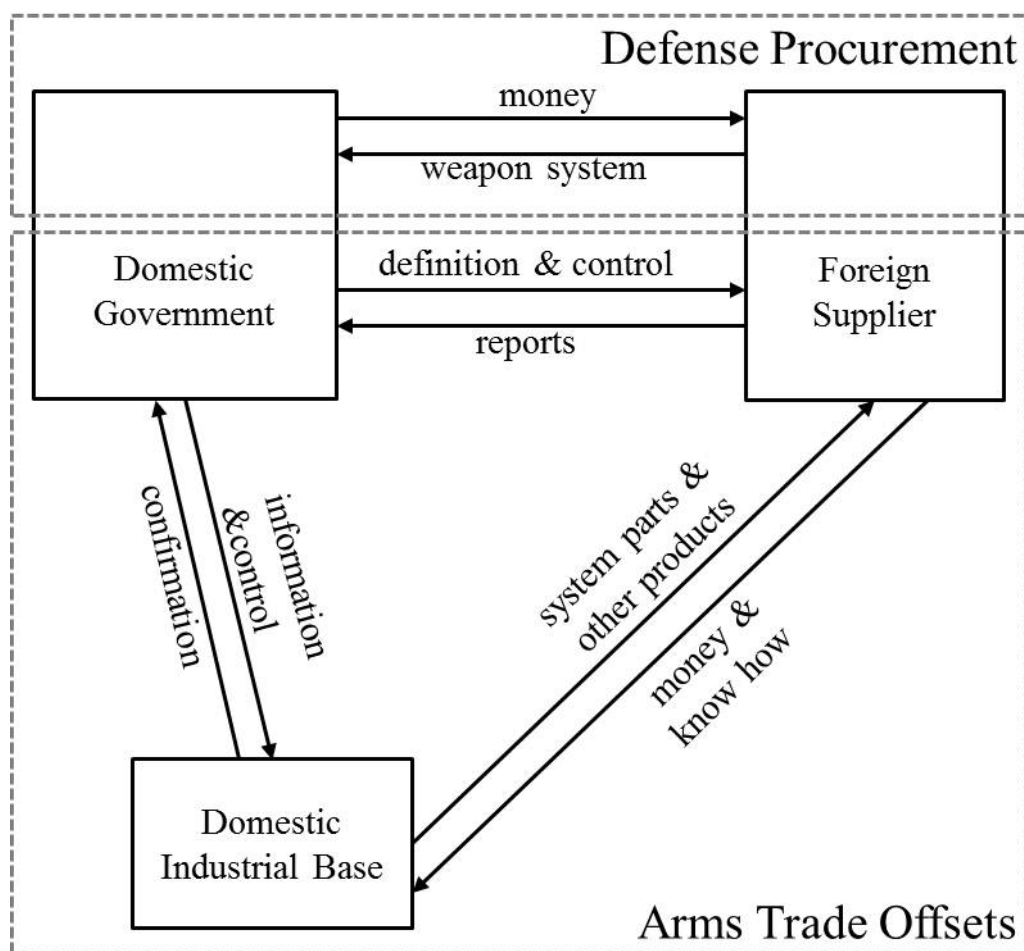 Defense Procurement
money
weapon system
Domestic
Government
definition & control
Foreign
Supplier
reports
confirmation
information
&control
system parts &
other products
money &
know how
Domestic
Industrial Base
Arms Trade Offsets